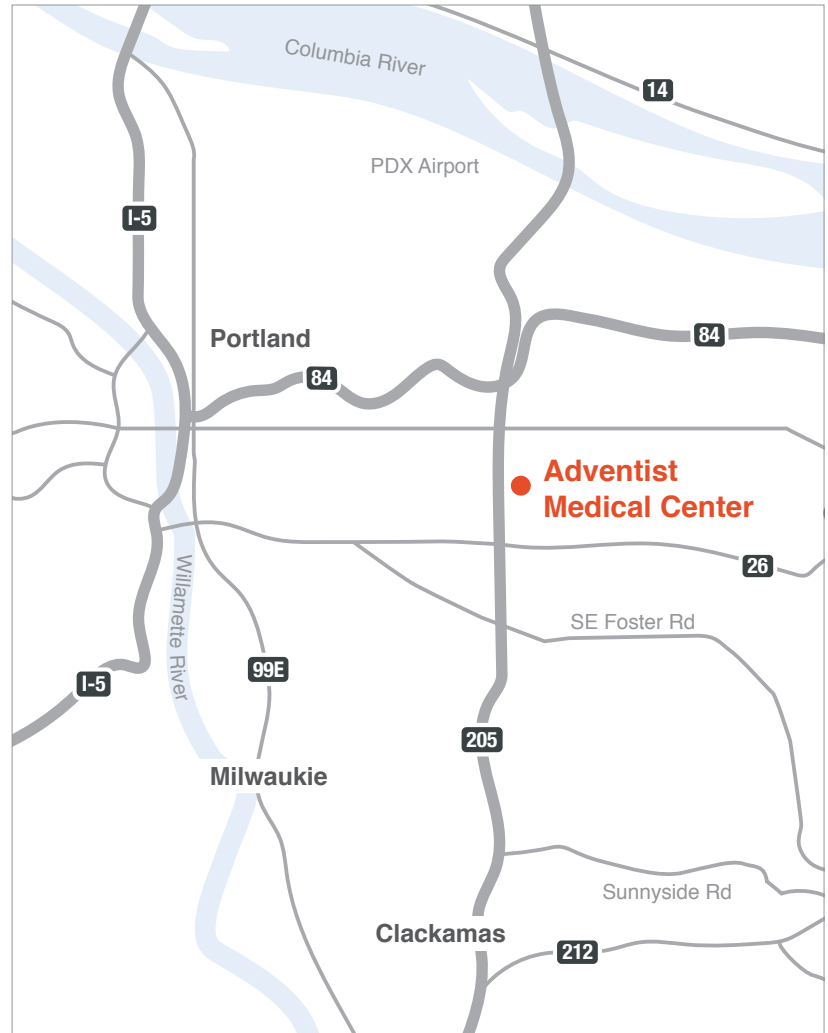 Columbia River
14
PDX Airport
I-5
Portland
84
84
Adventist
Medical Center
26
Willamette River
SE Foster Rd
99E
I-5
205
Milwaukie
Sunnyside Rd
Clackamas
212